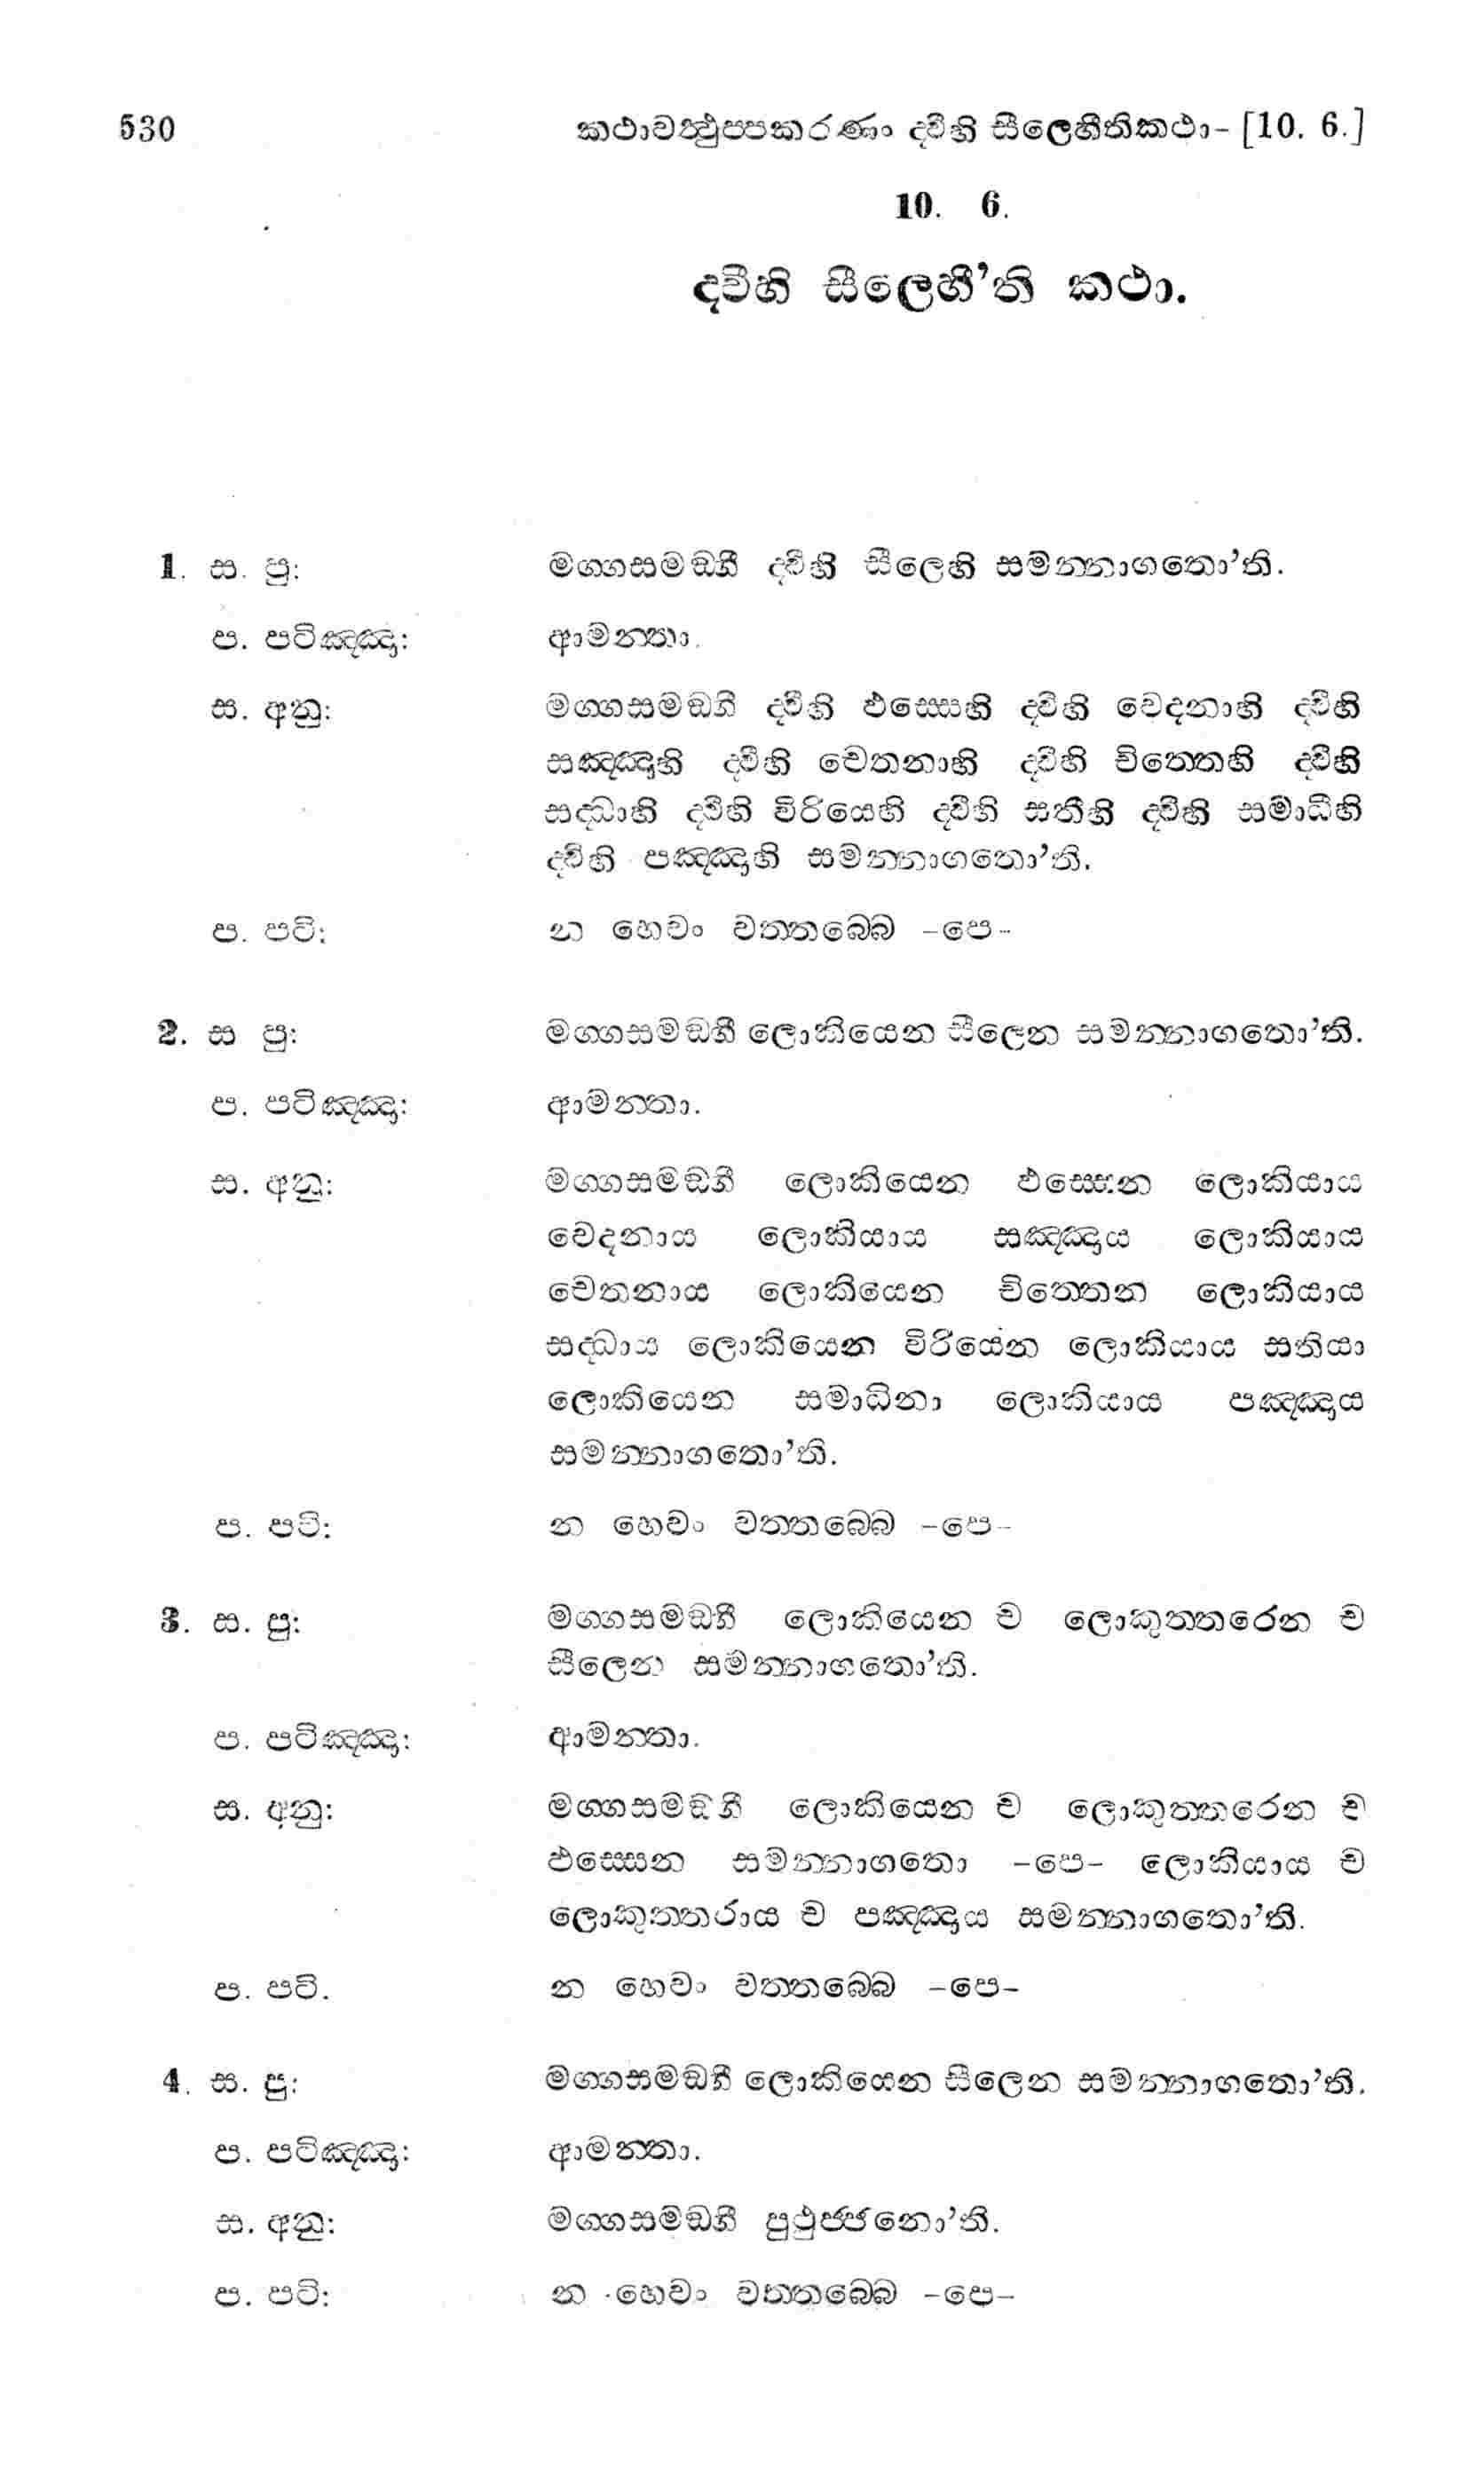 530 කථාවත්‍ථුප්පකරණං ද්‍වීහි සීලෙහීතිකථා- [10. 6.]
10. 6.
ද්‍වීහි සීලෙහී’ති කථා.
1. ස. පු: මග්ගසමඞ්ගී ද්‍වීහි සීලෙහි සමන්නාගතො’ති.
ප. පටිඤ්ඤා: ආමන්තා.
ස. අනු: මග්ගසමඞ්ගී ද්‍වීහි ඵස්සෙහි ද්‍වීහි වෙදනාහි ද්‍වීහි
සඤ්ඤාහි ද්‍වීහි චෙතනාහි ද්‍වීහි චිත්තෙහි ද්‍වීහි
සද්ධාහි ද්‍වීහි විරියෙහි ද්‍වීහි සතීහි ද්‍වීහි සමාධීහි
ද්‍වීහි පඤ්ඤාහි සමන්නාගතො’ති.
ප. පටි: න හෙවං වත්තබ්බෙ -පෙ-
2. ස පු: මග්ගසමඞ්ගී ලොකියෙන සීලෙන සමන්නාගතො’ති.
ප. පටිඤ්ඤා: ආමන්තා.
ස. අනු: මග්ගසමඞ්ගී ලොකියෙන ඵස්සෙන ලොකියාය
වෙදනාය ලොකියාය සඤ්ඤාය ලොකියාය
චෙතනාය ලොකියෙන චිත්තෙන ලොකියාය
සද්ධාය ලොකියෙන විරියෙන ලොකියාය සතියා
ලොකියෙන සමාධිනා ලොකියාය පඤ්ඤාය
සමන්නාගතො’ති.
ප. පටි: න හෙවං වත්තබ්බෙ -පෙ-
3. ස. පු: මග්ගසමඞ්ගී ලොකියෙන ච ලොකුත්තරෙන ච
සීලෙන සමන්නාගතො’ති.
ප. පටිඤ්ඤා: ආමන්තා.
ස. අනු: මග්ගසමඞ්ගී ලොකියෙන ච ලොකුත්තරෙන ච
ඵස්සෙන සමන්නාගතො -පෙ- ලොකියාය ච
ලොකුත්තරාය ච පඤ්ඤාය සමන්නාගතො’ති.
ප. පටි. න හෙවං වත්තබ්බෙ -පෙ-
4. ස. පු: මග්ගසමඞ්ගී ලොකියෙන සීලෙන සමන්නාගතො’ති.
ප. පටිඤ්ඤා: ආමන්තා.
ස. අනු: මග්ගසමඞ්ගී පුථුජ්ජනො’ති.
ප. පටි: න හෙවං වත්තබ්බෙ -පෙ-